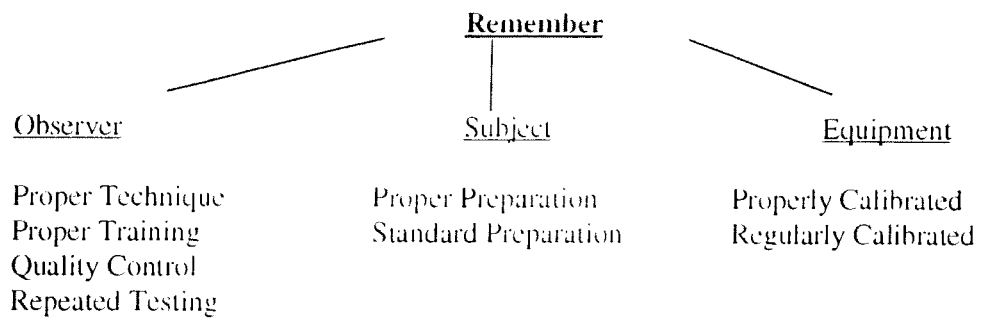 Remember
Observer
Proper Technique
Proper Training
Quality Control
Repeated Testing
Subject
Proper Preparation
Standard Preparation
Equipment
Properly Calibrated
Regularly Calibrated